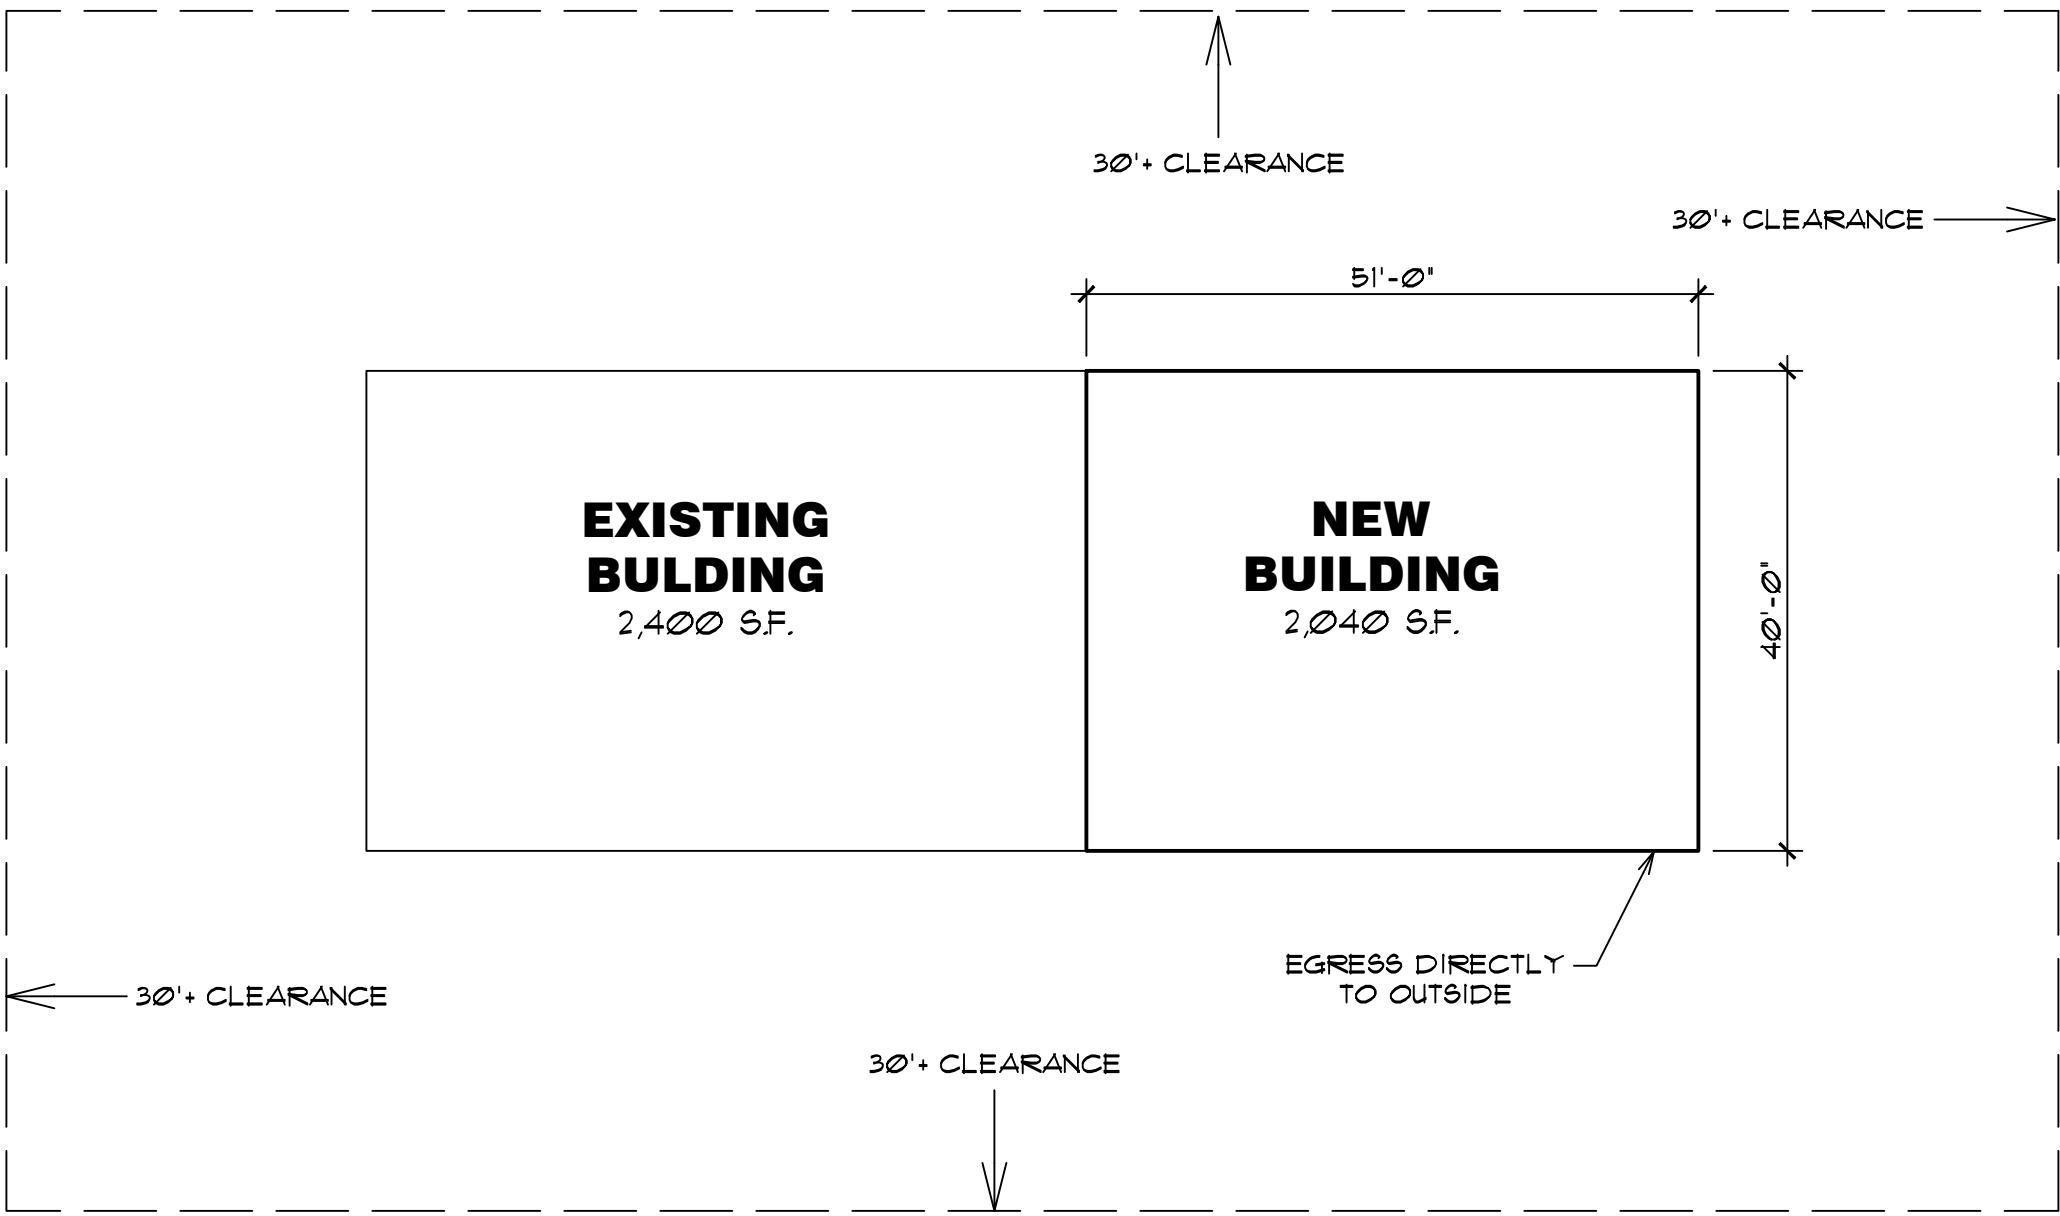 30'+ CLEARANCE
30'+ CLEARANCE
51'-0"
EXISTING
BULDING
2,400 S.F.
NEW
BUILDING
2,040 S.F.
40'-0"
EGRESS DIRECTLY
TO OUTSIDE
30'+ CLEARANCE
30'+ CLEARANCE